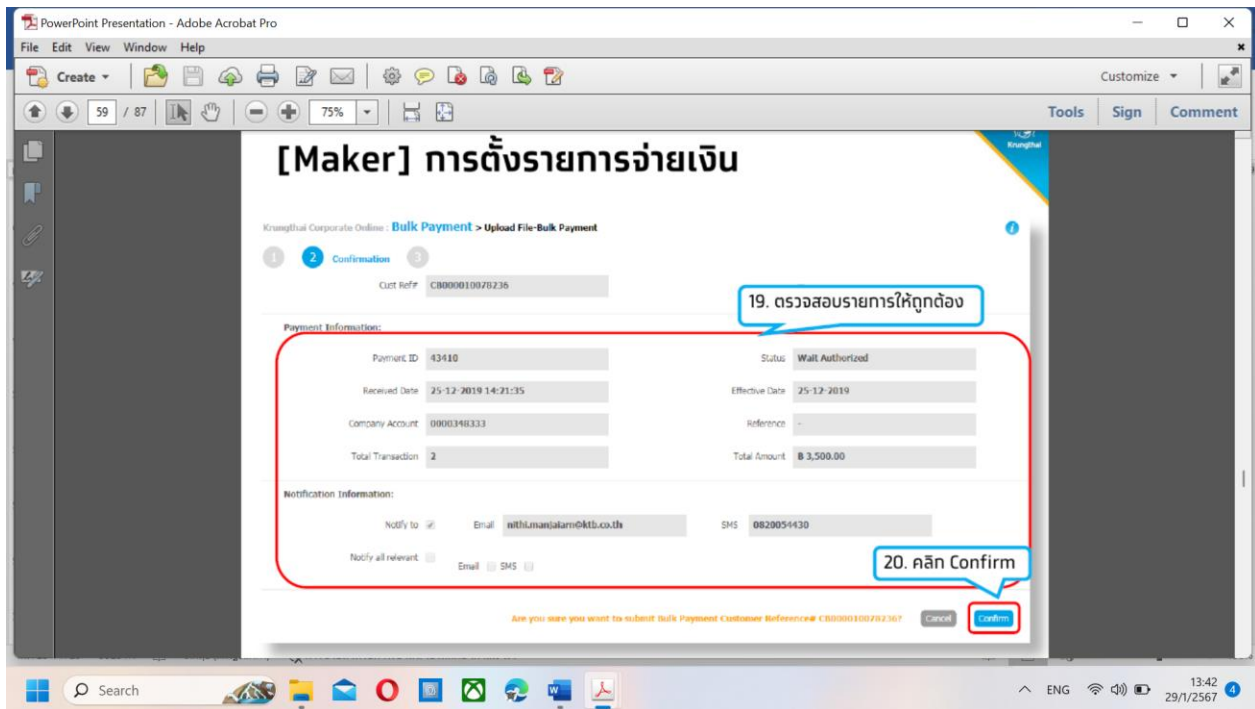 PowerPoint Presentation - Adobe Acrobat Pro
File Edit View Window Help
Create
Customize
59 / 87
75%
Tools Sign Comment
Krungthai
[Maker] การตั้งรายการจ่ายเงิน
Krungthai Corporate Online : Bulk Payment > Upload File-Bulk Payment
1 2 Confirmation 3
Cust Ref# CB000010078236
19. ตรวจสอบรายการให้ถูกต้อง
Payment Information:
Payment ID 43410 Status Wait Authorized
Received Date 25-12-2019 14:21:35 Effective Date 25-12-2019
Company Account 0000348333 Reference -
Total Transaction 2 Total Amount ฿ 3,500.00
Notification Information:
Notify to Email nithi.manjaiarn@ktb.co.th SMS 0820054430
Notify all relevant Email SMS
20. คลิก Confirm
Are you sure you want to submit Bulk Payment Customer Reference# CB000010078236? Cancel Confirm
Search
ENG
13:42
29/1/2567
4